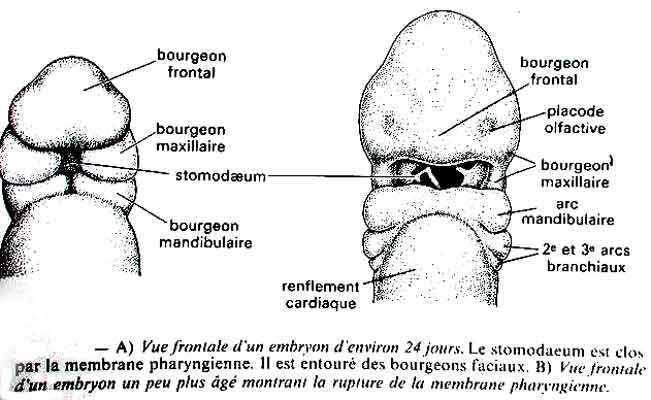 bourgeon
frontal
bourgeon
maxillaire
stomodæum
bourgeon
mandibulaire
bourgeon
frontal
placode
olfactive
bourgeon
maxillaire
arc
mandibulaire
2e et 3e arcs
branchiaux
renflement
cardiaque
— A) Vue frontale d'un embryon d'environ 24 jours. Le stomodaeum est clos
par la membrane pharyngienne. Il est entouré des bourgeons faciaux. B) Vue frontale
d'un embryon un peu plus âgé montrant la rupture de la membrane pharyngienne.